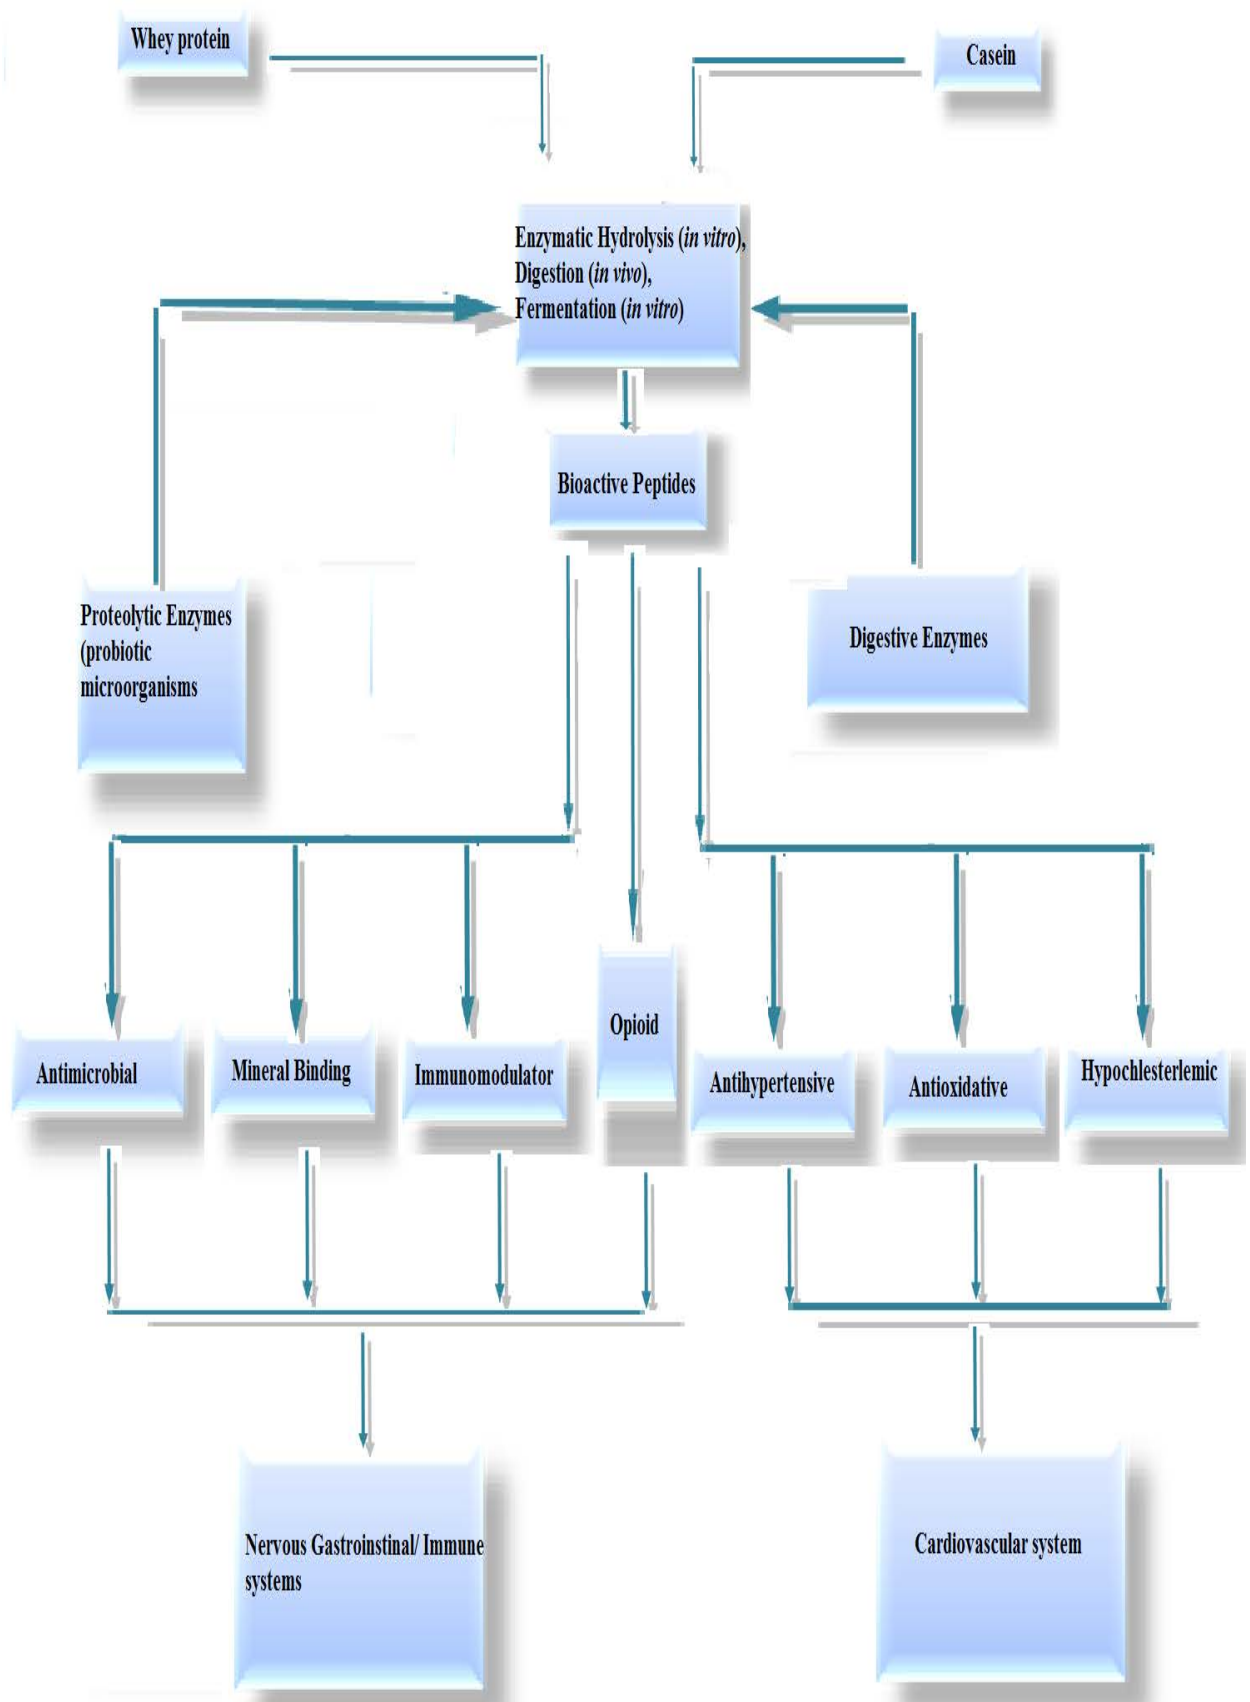 Whey protein
Casein
Enzymatic Hydrolysis (in vitro),
Digestion (in vivo),
Fermentation (in vitro)
Bioactive Peptides
Proteolytic Enzymes
(probiotic
microorganisms
Digestive Enzymes
Antimicrobial
Mineral Binding
Immunomodulator
Opioid
Antihypertensive
Antioxidative
Hypochlesterlemic
Nervous Gastroinstinal/ Immune
systems
Cardiovascular system